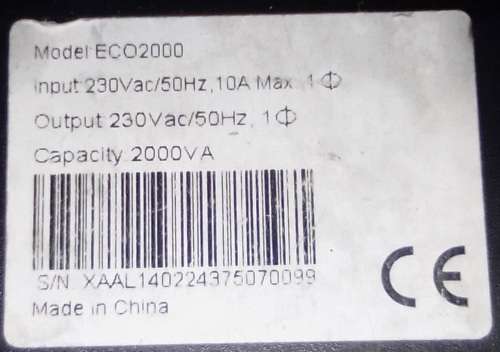 Model ECO2000
Input 230Vac/50Hz, 10A Max. 1Φ
Output 230Vac/50Hz, 1Φ
Capacity 2000VA
S/N XAAL140224375070099
CE
Made in China